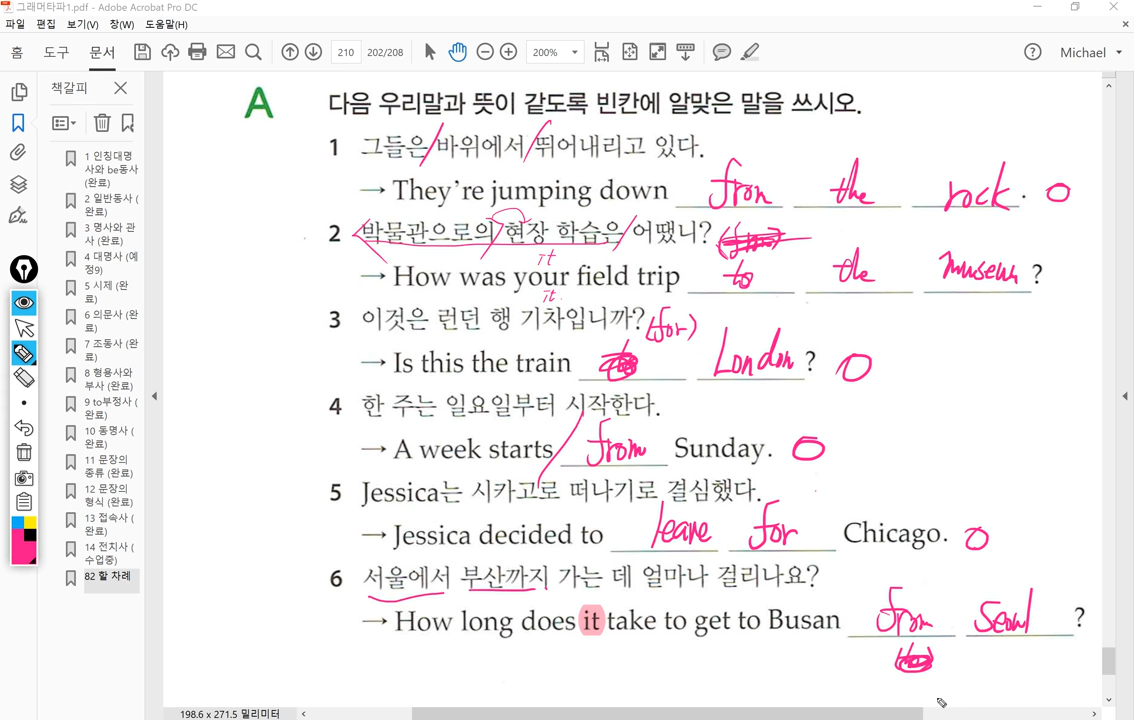 그래머타파1.pdf - Adobe Acrobat Pro DC
파일 편집 보기(V) 창(W) 도움말(H)
홈 도구 문서 210 202/208 200% Michael
책갈피
1 인칭대명사와 be동사 (완료)
2 일반동사 (완료)
3 명사와 관사 (완료)
4 대명사 (예정9)
5 시제 (완료)
6 의문사 (완료)
7 조동사 (완료)
8 형용사와 부사 (완료)
9 to부정사 (완료)
10 동명사 (완료)
11 문장의 종류 (완료)
12 문장의 형식 (완료)
13 접속사 (완료)
14 전치사 (수업중)
82 할 차례
A 다음 우리말과 뜻이 같도록 빈칸에 알맞은 말을 쓰시오.
1 그들은 바위에서 뛰어내리고 있다.
→ They're jumping down from the rock.
2 박물관으로의 현장 학습은 어땠니?
it
→ How was your field trip to the museum?
it
3 이것은 런던 행 기차입니까? (for)
→ Is this the train London?
4 한 주는 일요일부터 시작한다.
→ A week starts from Sunday.
5 Jessica는 시카고로 떠나기로 결심했다.
→ Jessica decided to leave for Chicago.
6 서울에서 부산까지 가는 데 얼마나 걸리나요?
→ How long does it take to get to Busan from Seoul?
198.6 x 271.5 밀리미터